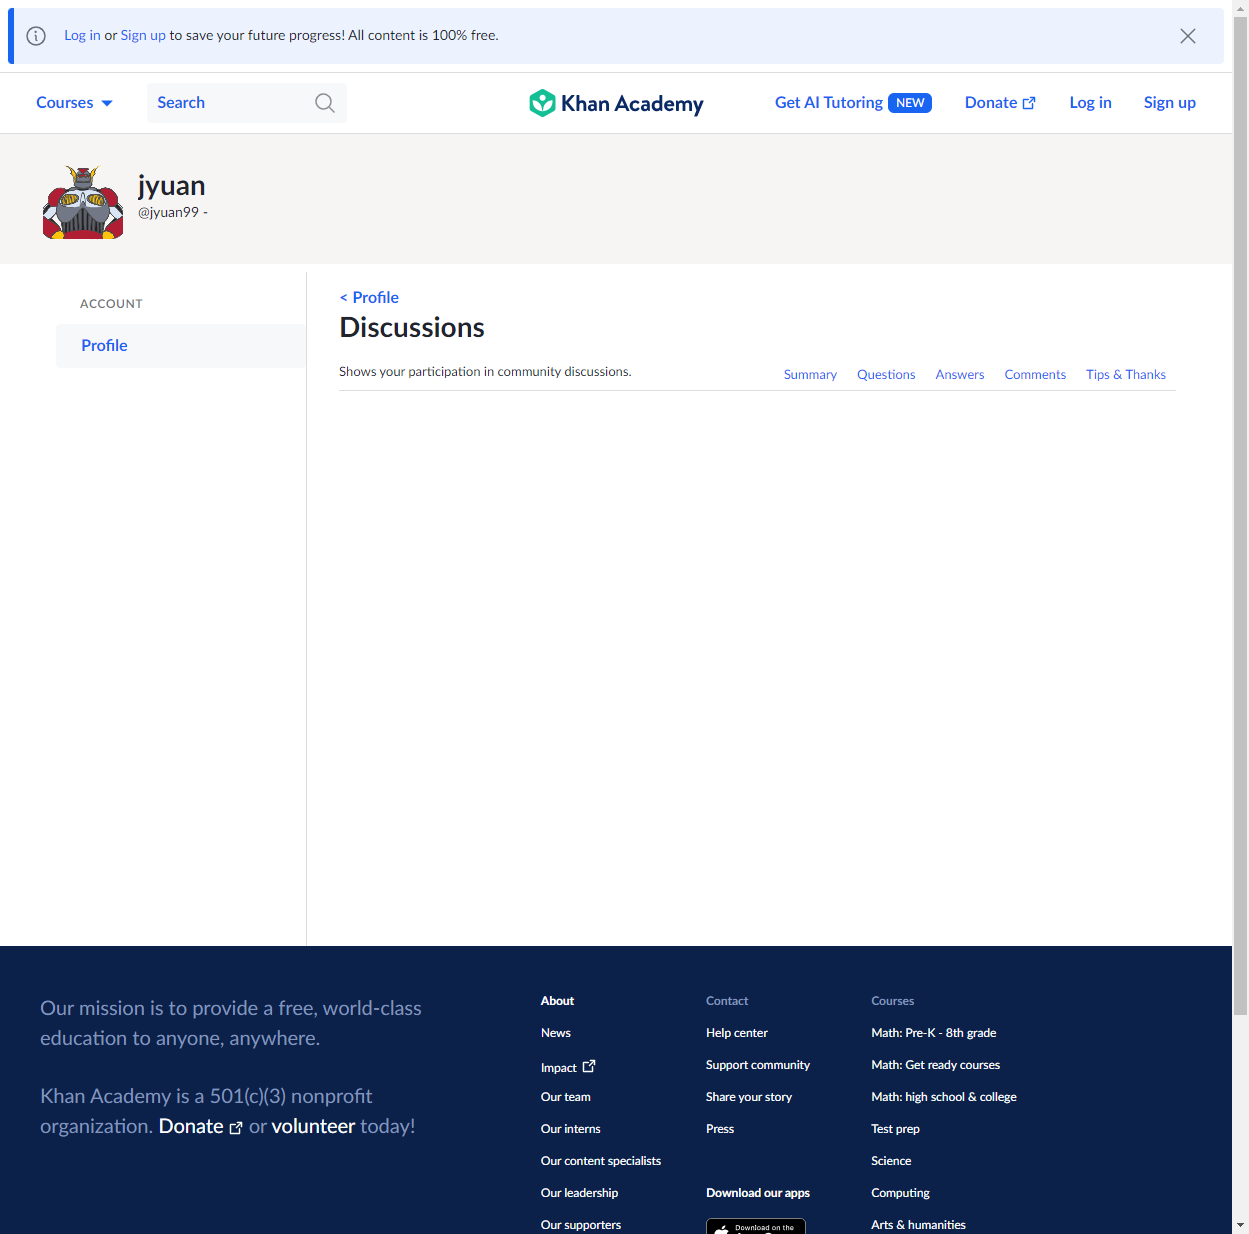 Log in or Sign up to save your future progress! All content is 100% free.
Courses
Search
Khan Academy
Get AI Tutoring NEW
Donate
Log in
Sign up
jyuan
@jyuan99 -
ACCOUNT
Profile
< Profile
Discussions
Shows your participation in community discussions.
Summary
Questions
Answers
Comments
Tips & Thanks
Our mission is to provide a free, world-class
education to anyone, anywhere.
Khan Academy is a 501(c)(3) nonprofit
organization. Donate or volunteer today!
About
News
Impact
Our team
Our interns
Our content specialists
Our leadership
Our supporters
Contact
Help center
Support community
Share your story
Press
Download our apps
Download on the
Courses
Math: Pre-K - 8th grade
Math: Get ready courses
Math: high school & college
Test prep
Science
Computing
Arts & humanities